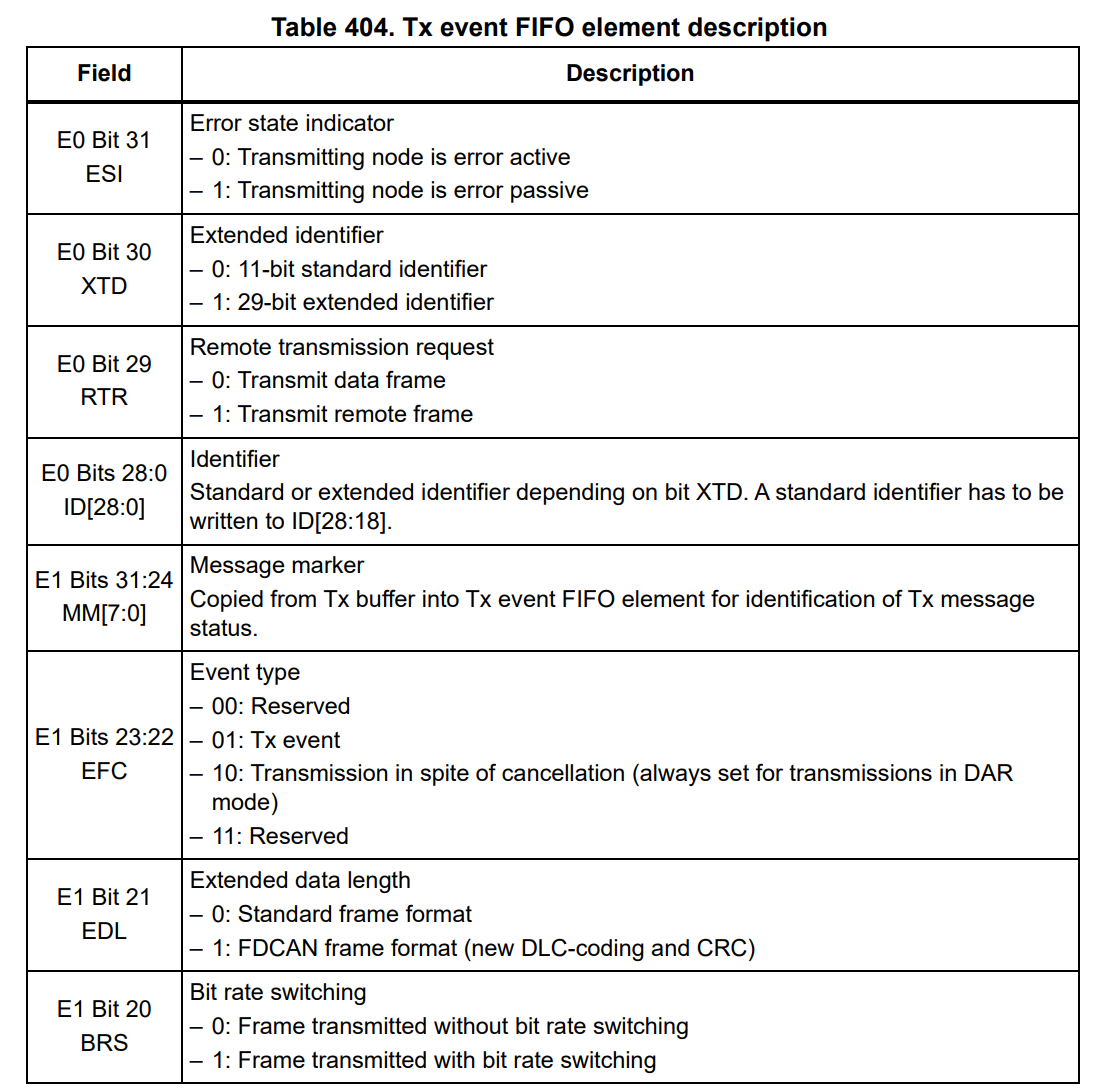 Table 404. Tx event FIFO element description
Field
Description
E0 Bit 31
ESI
Error state indicator
– 0: Transmitting node is error active
– 1: Transmitting node is error passive
E0 Bit 30
XTD
Extended identifier
– 0: 11-bit standard identifier
– 1: 29-bit extended identifier
E0 Bit 29
RTR
Remote transmission request
– 0: Transmit data frame
– 1: Transmit remote frame
E0 Bits 28:0
ID[28:0]
Identifier
Standard or extended identifier depending on bit XTD. A standard identifier has to be
written to ID[28:18].
E1 Bits 31:24
MM[7:0]
Message marker
Copied from Tx buffer into Tx event FIFO element for identification of Tx message
status.
E1 Bits 23:22
EFC
Event type
– 00: Reserved
– 01: Tx event
– 10: Transmission in spite of cancellation (always set for transmissions in DAR
mode)
– 11: Reserved
E1 Bit 21
EDL
Extended data length
– 0: Standard frame format
– 1: FDCAN frame format (new DLC-coding and CRC)
E1 Bit 20
BRS
Bit rate switching
– 0: Frame transmitted without bit rate switching
– 1: Frame transmitted with bit rate switching